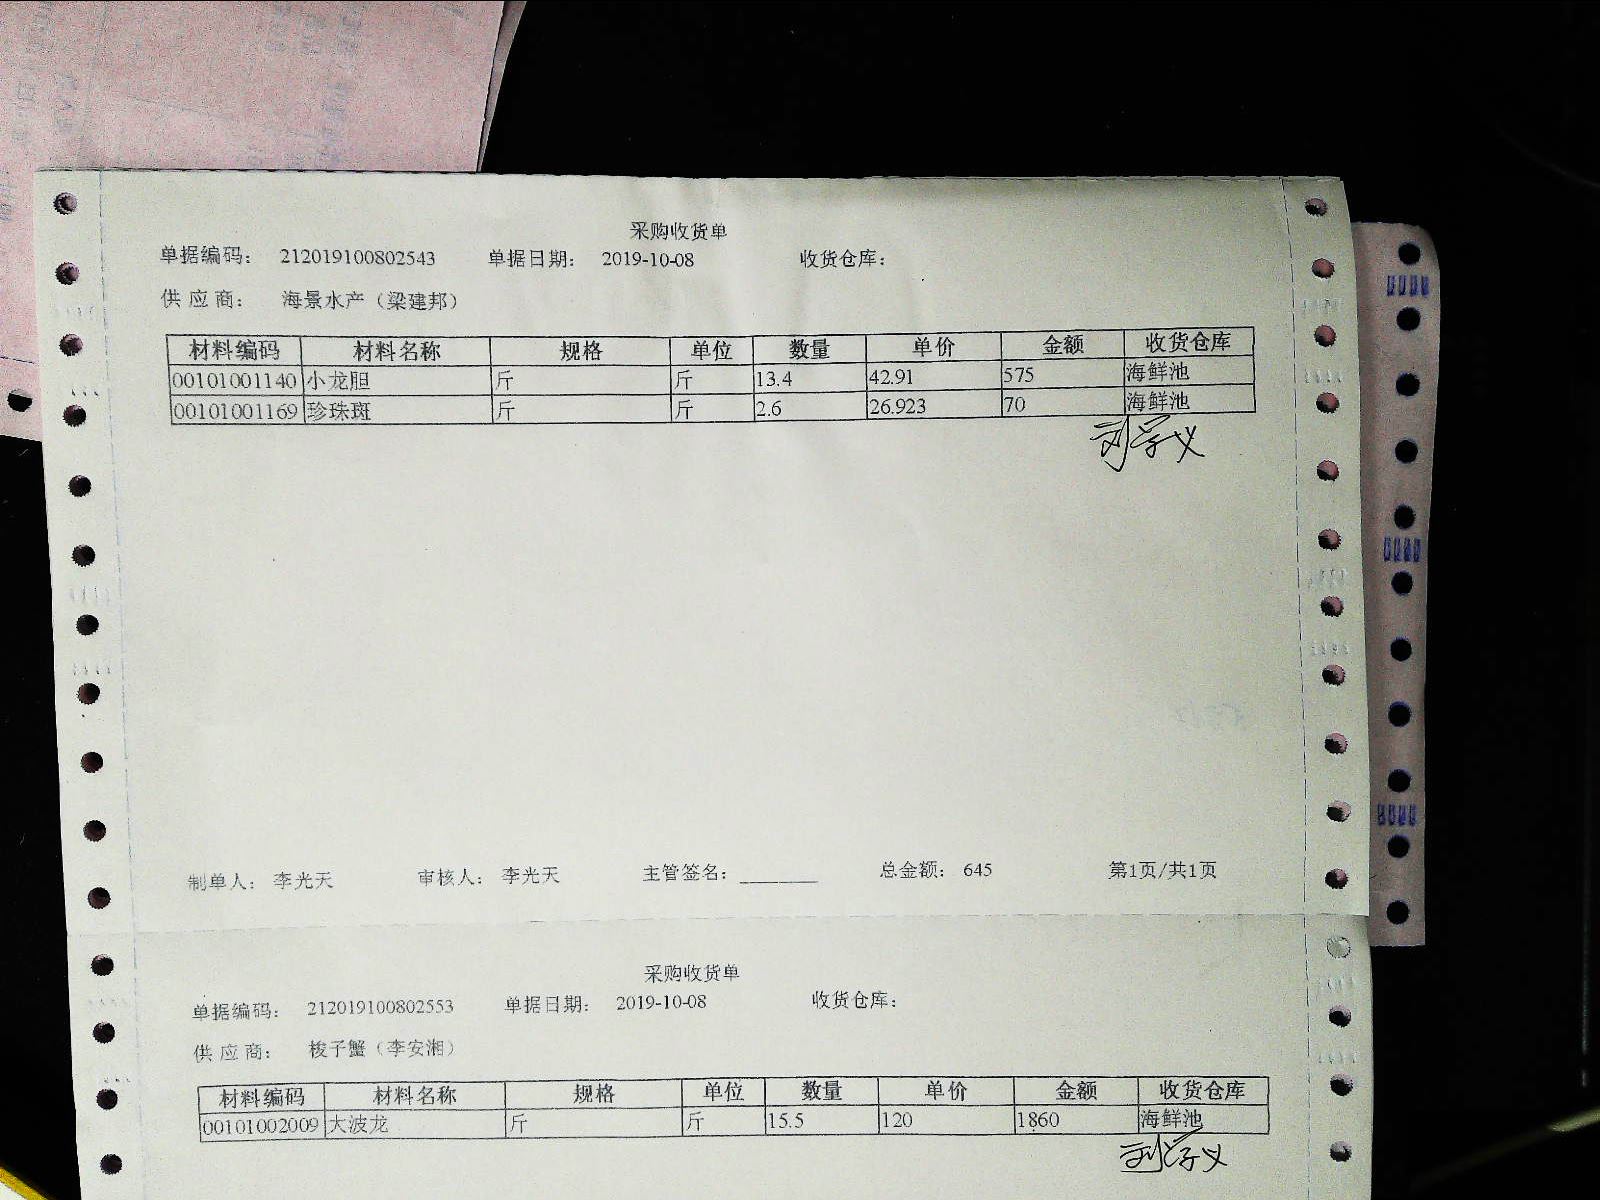 采购收货单
单据编码： 212019100802543 单据日期： 2019-10-08 收货仓库：
供 应 商： 海景水产（梁建邦）
材料编码 材料名称 规格 单位 数量 单价 金额 收货仓库
00101001140 小龙胆 斤 斤 13.4 42.91 575 海鲜池
00101001169 珍珠斑 斤 斤 2.6 26.923 70 海鲜池
刘学义
制单人： 李光天 审核人： 李光天 主管签名：________ 总金额： 645 第1页/共1页
采购收货单
单据编码： 212019100802553 单据日期： 2019-10-08 收货仓库：
供 应 商： 梭子蟹（李安湘）
材料编码 材料名称 规格 单位 数量 单价 金额 收货仓库
00101002009 大波龙 斤 斤 15.5 120 1860 海鲜池
刘学义